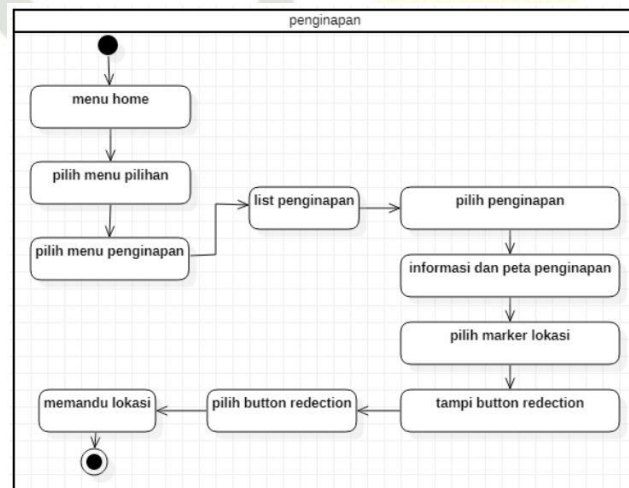 penginapan
menu home
pilih menu pilihan
pilih menu penginapan
list penginapan
pilih penginapan
informasi dan peta penginapan
pilih marker lokasi
tampi button redection
pilih button redection
memandu lokasi